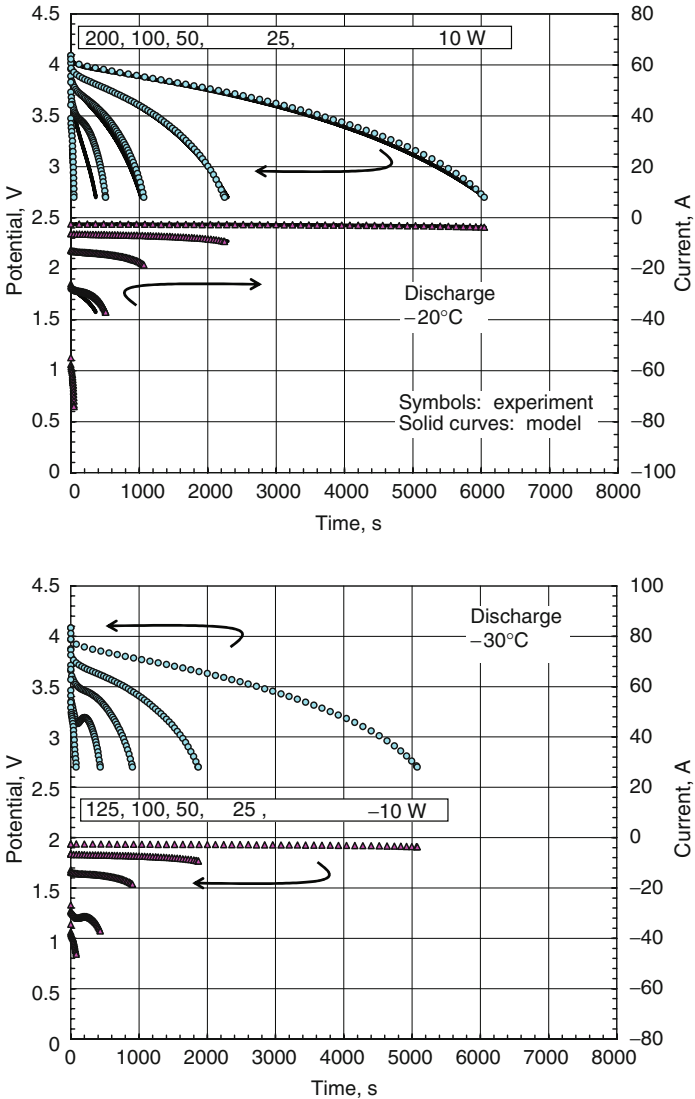 4.5
4
3.5
3
2.5
2
1.5
1
0.5
0
Potential, V
200, 100, 50, 25, 10 W
Discharge
−20°C
Symbols: experiment
Solid curves: model
80
60
40
20
0
−20
−40
−60
−80
−100
Current, A
0 1000 2000 3000 4000 5000 6000 7000 8000
Time, s
4.5
4
3.5
3
2.5
2
1.5
1
0.5
0
Potential, V
Discharge
−30°C
125, 100, 50, 25 , −10 W
100
80
60
40
20
0
−20
−40
−60
−80
Current, A
0 1000 2000 3000 4000 5000 6000 7000 8000
Time, s